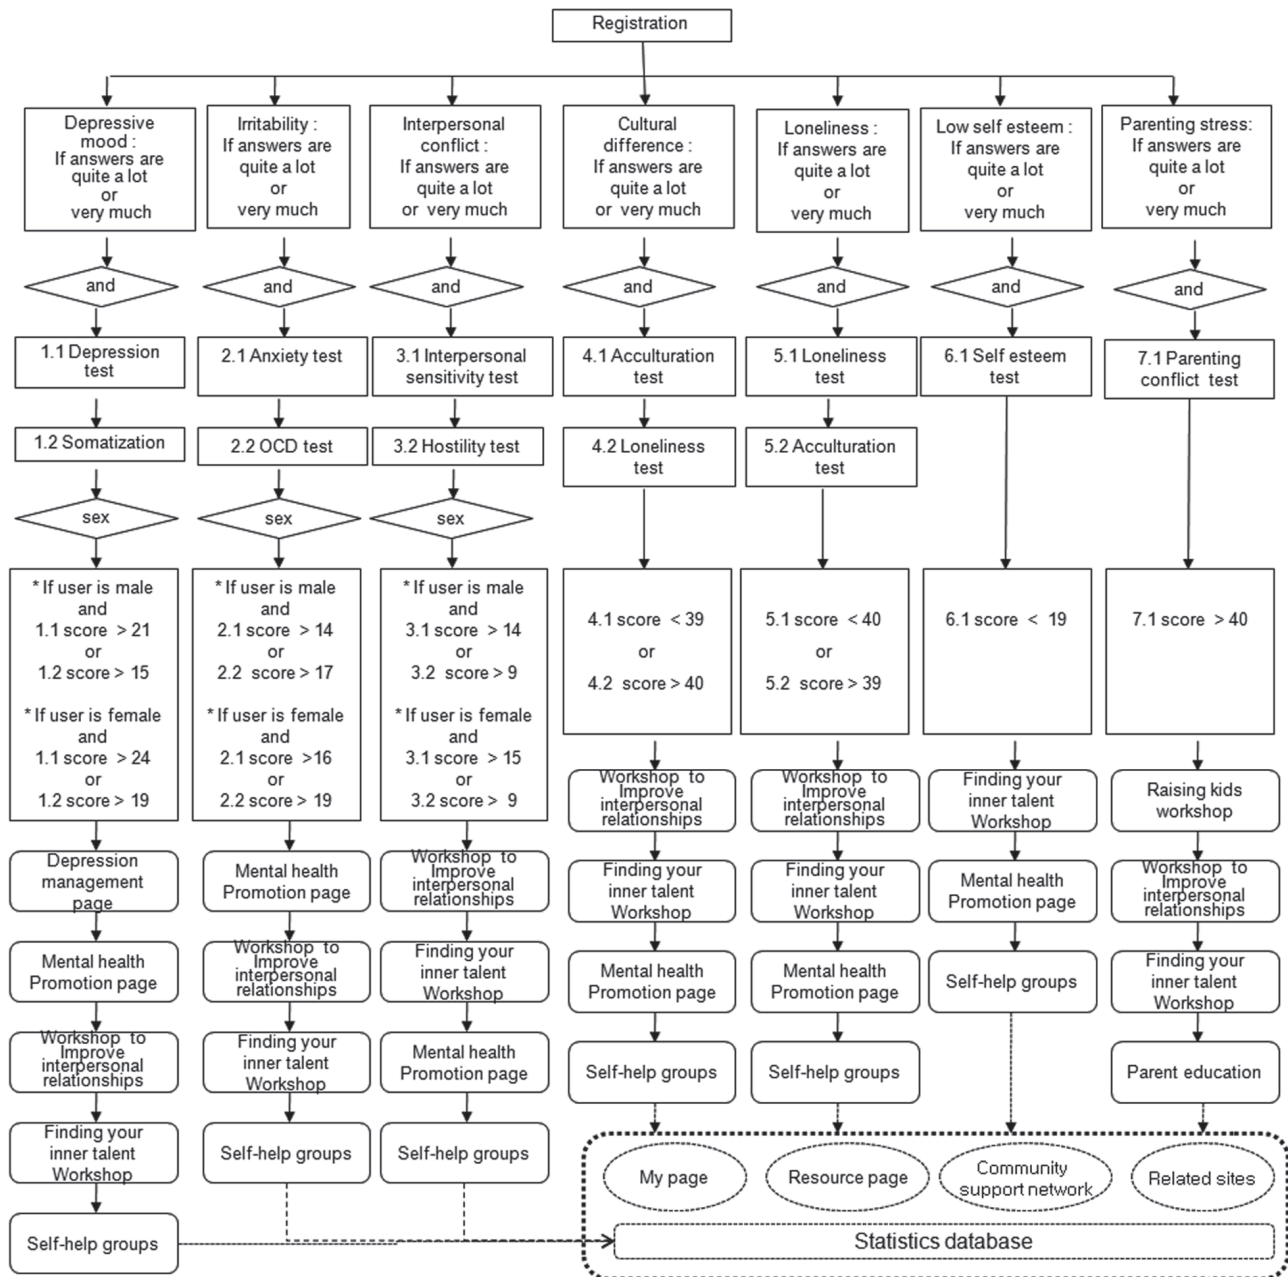 Registration
Depressive
mood :
If answers are
quite a lot
or
very much
Irritability :
If answers are
quite a lot
or
very much
Interpersonal
conflict :
If answers are
quite a lot
or very much
Cultural
difference :
If answers are
quite a lot
or very much
Loneliness :
If answers are
quite a lot
or
very much
Low self esteem :
If answers are
quite a lot
or
very much
Parenting stress:
If answers are
quite a lot
or
very much
and
and
and
and
and
and
and
1.1 Depression
test
2.1 Anxiety test
3.1 Interpersonal
sensitivity test
4.1 Acculturation
test
5.1 Loneliness
test
6.1 Self esteem
test
7.1 Parenting
conflict test
1.2 Somatization
2.2 OCD test
3.2 Hostility test
4.2 Loneliness
test
5.2 Acculturation
test
sex
sex
sex
* If user is male
and
1.1 score > 21
or
1.2 score > 15
* If user is female
and
1.1 score > 24
or
1.2 score > 19
* If user is male
and
2.1 score > 14
or
2.2 score > 17
* If user is female
and
2.1 score >16
or
2.2 score > 19
* If user is male
and
3.1 score > 14
or
3.2 score > 9
* If user is female
and
3.1 score > 15
or
3.2 score > 9
4.1 score < 39
or
4.2 score > 40
5.1 score < 40
or
5.2 score > 39
6.1 score < 19
7.1 score > 40
Depression
management
page
Mental health
Promotion page
Workshop to
Improve
interpersonal
relationships
Finding your
inner talent
Workshop
Self-help groups
Mental health
Promotion page
Workshop to
Improve
interpersonal
relationships
Finding your
inner talent
Workshop
Self-help groups
Workshop to
Improve
interpersonal
relationships
Finding your
inner talent
Workshop
Mental health
Promotion page
Self-help groups
Workshop to
Improve
interpersonal
relationships
Finding your
inner talent
Workshop
Mental health
Promotion page
Self-help groups
Workshop to
Improve
interpersonal
relationships
Finding your
inner talent
Workshop
Mental health
Promotion page
Self-help groups
Finding your
inner talent
Workshop
Mental health
Promotion page
Self-help groups
Raising kids
workshop
Workshop to
Improve
interpersonal
relationships
Finding your
inner talent
Workshop
Parent education
My page
Resource page
Community
support network
Related sites
Statistics database